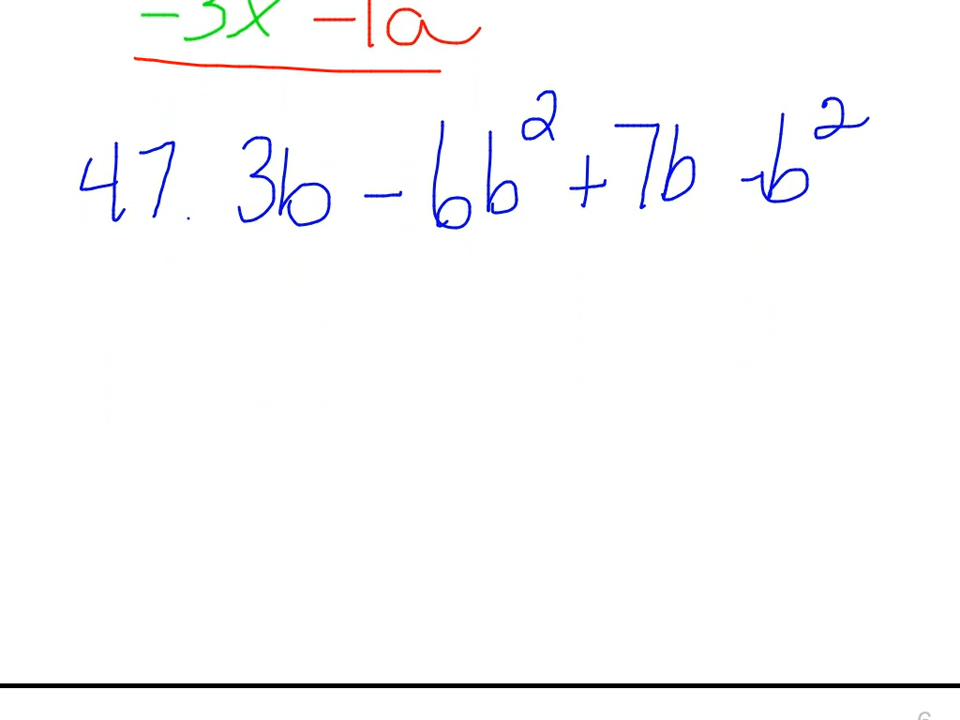 -3x -1a
47. 3b - 6b² + 7b - b²